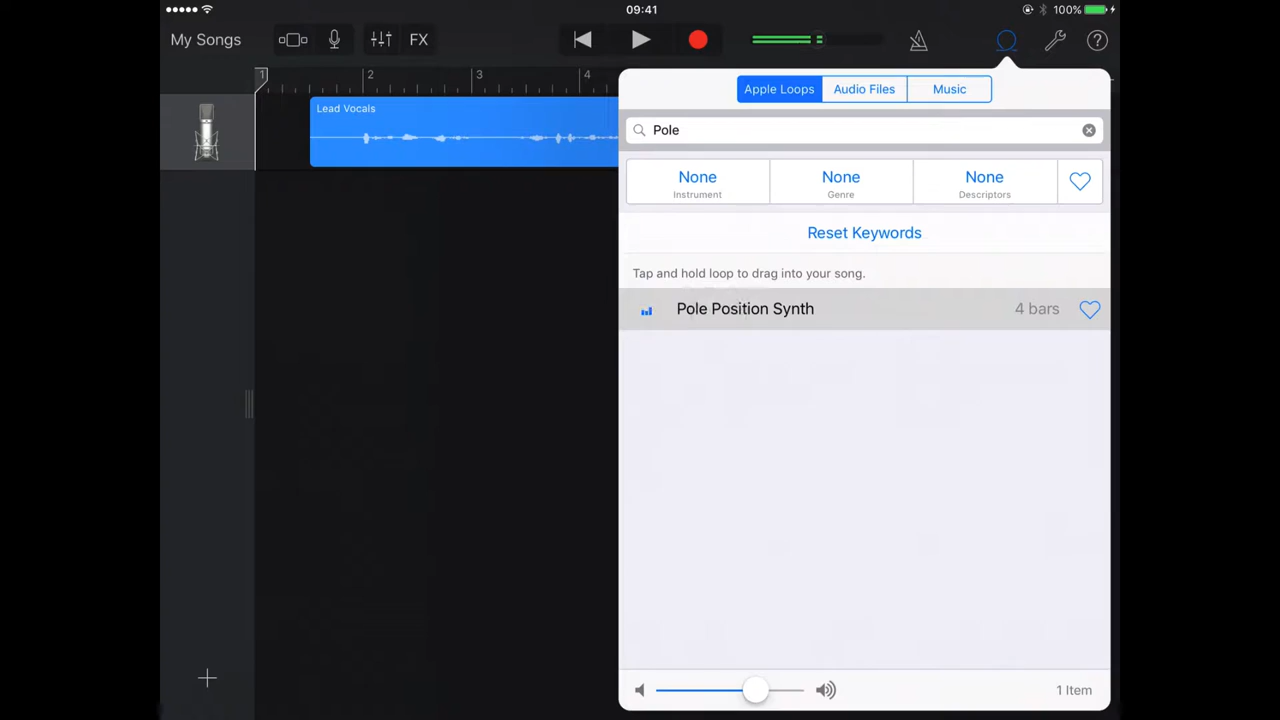 09:41
100%
My Songs
FX
1
2
3
4
Lead Vocals
Apple Loops
Audio Files
Music
Pole
None
Instrument
None
Genre
None
Descriptors
Reset Keywords
Tap and hold loop to drag into your song.
Pole Position Synth
4 bars
1 Item